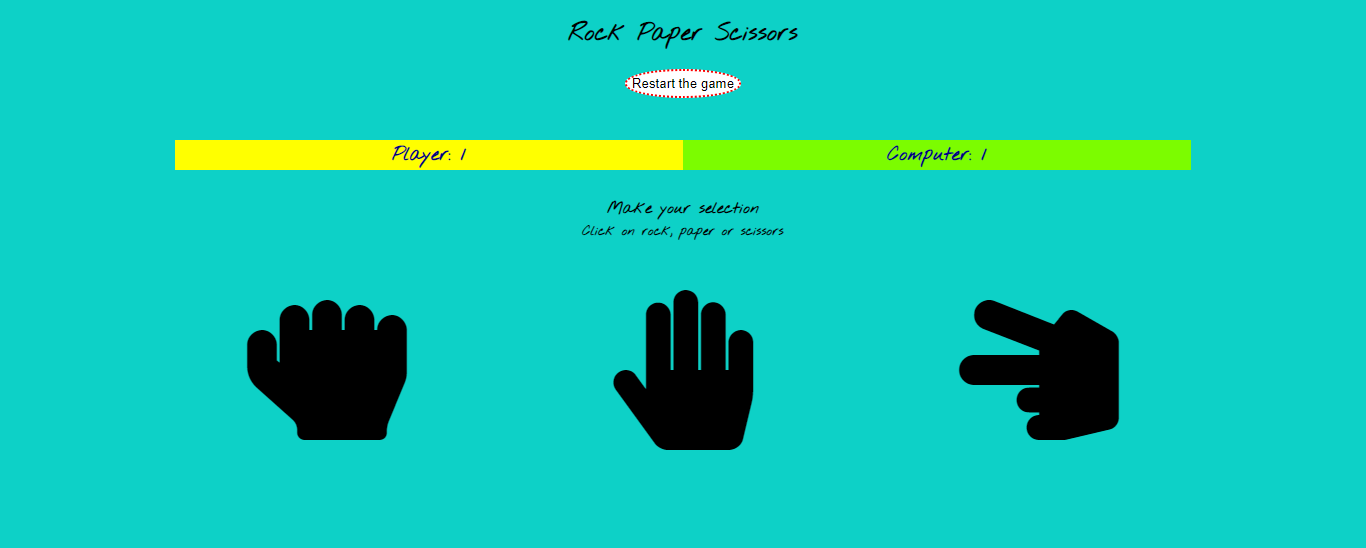 Rock Paper Scissors
Restart the game
Player: 1
Computer: 1
Make your selection
Click on rock, paper or scissors